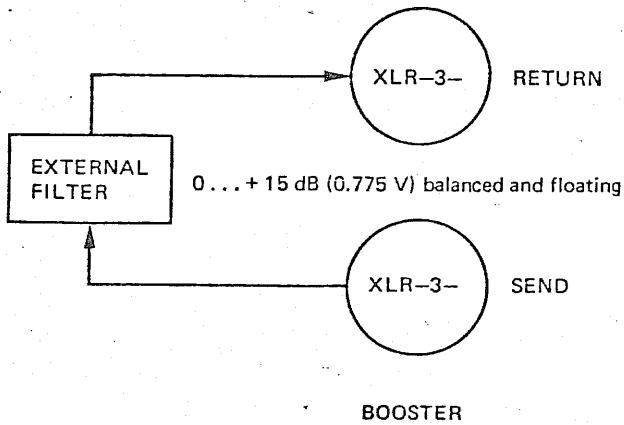 XLR–3– RETURN
EXTERNAL
FILTER
0 . . . + 15 dB (0.775 V) balanced and floating
XLR–3– SEND
BOOSTER